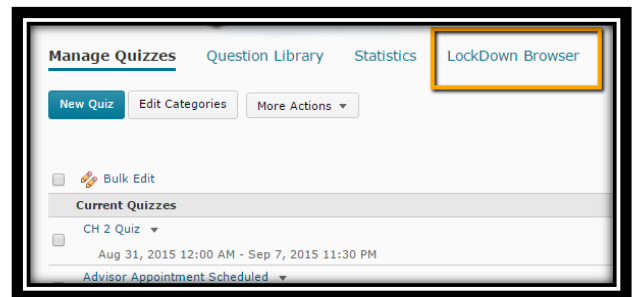 Manage Quizzes Question Library Statistics LockDown Browser
New Quiz Edit Categories More Actions
Bulk Edit
Current Quizzes
CH 2 Quiz
Aug 31, 2015 12:00 AM - Sep 7, 2015 11:30 PM
Advisor Appointment Scheduled